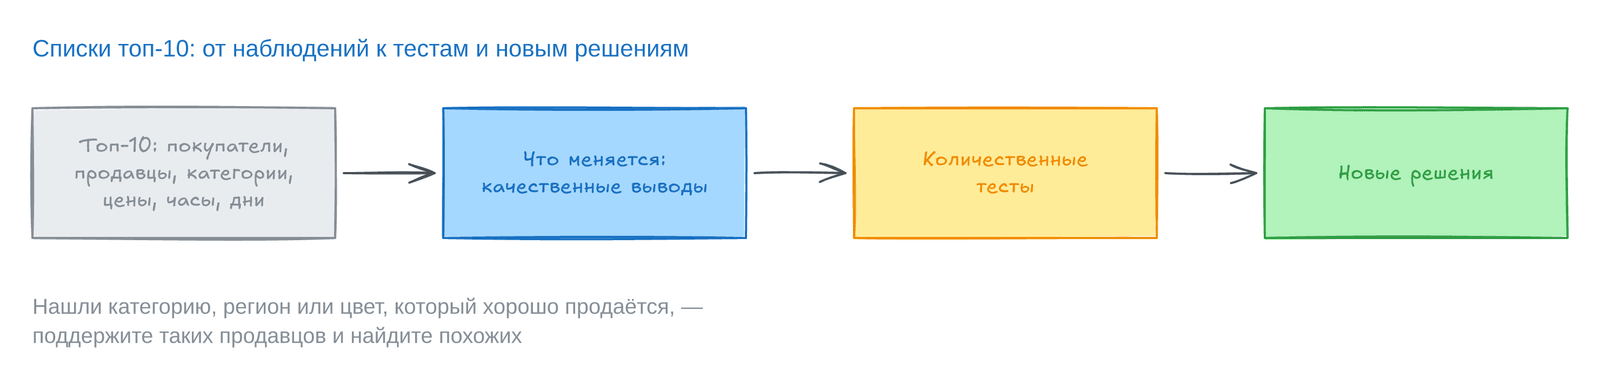 Списки топ-10: от наблюдений к тестам и новым решениям
Топ-10: покупатели,
продавцы, категории,
цены, часы, дни
Что меняется:
качественные выводы
Количественные
тесты
Новые решения
Нашли категорию, регион или цвет, который хорошо продаётся, —
поддержите таких продавцов и найдите похожих